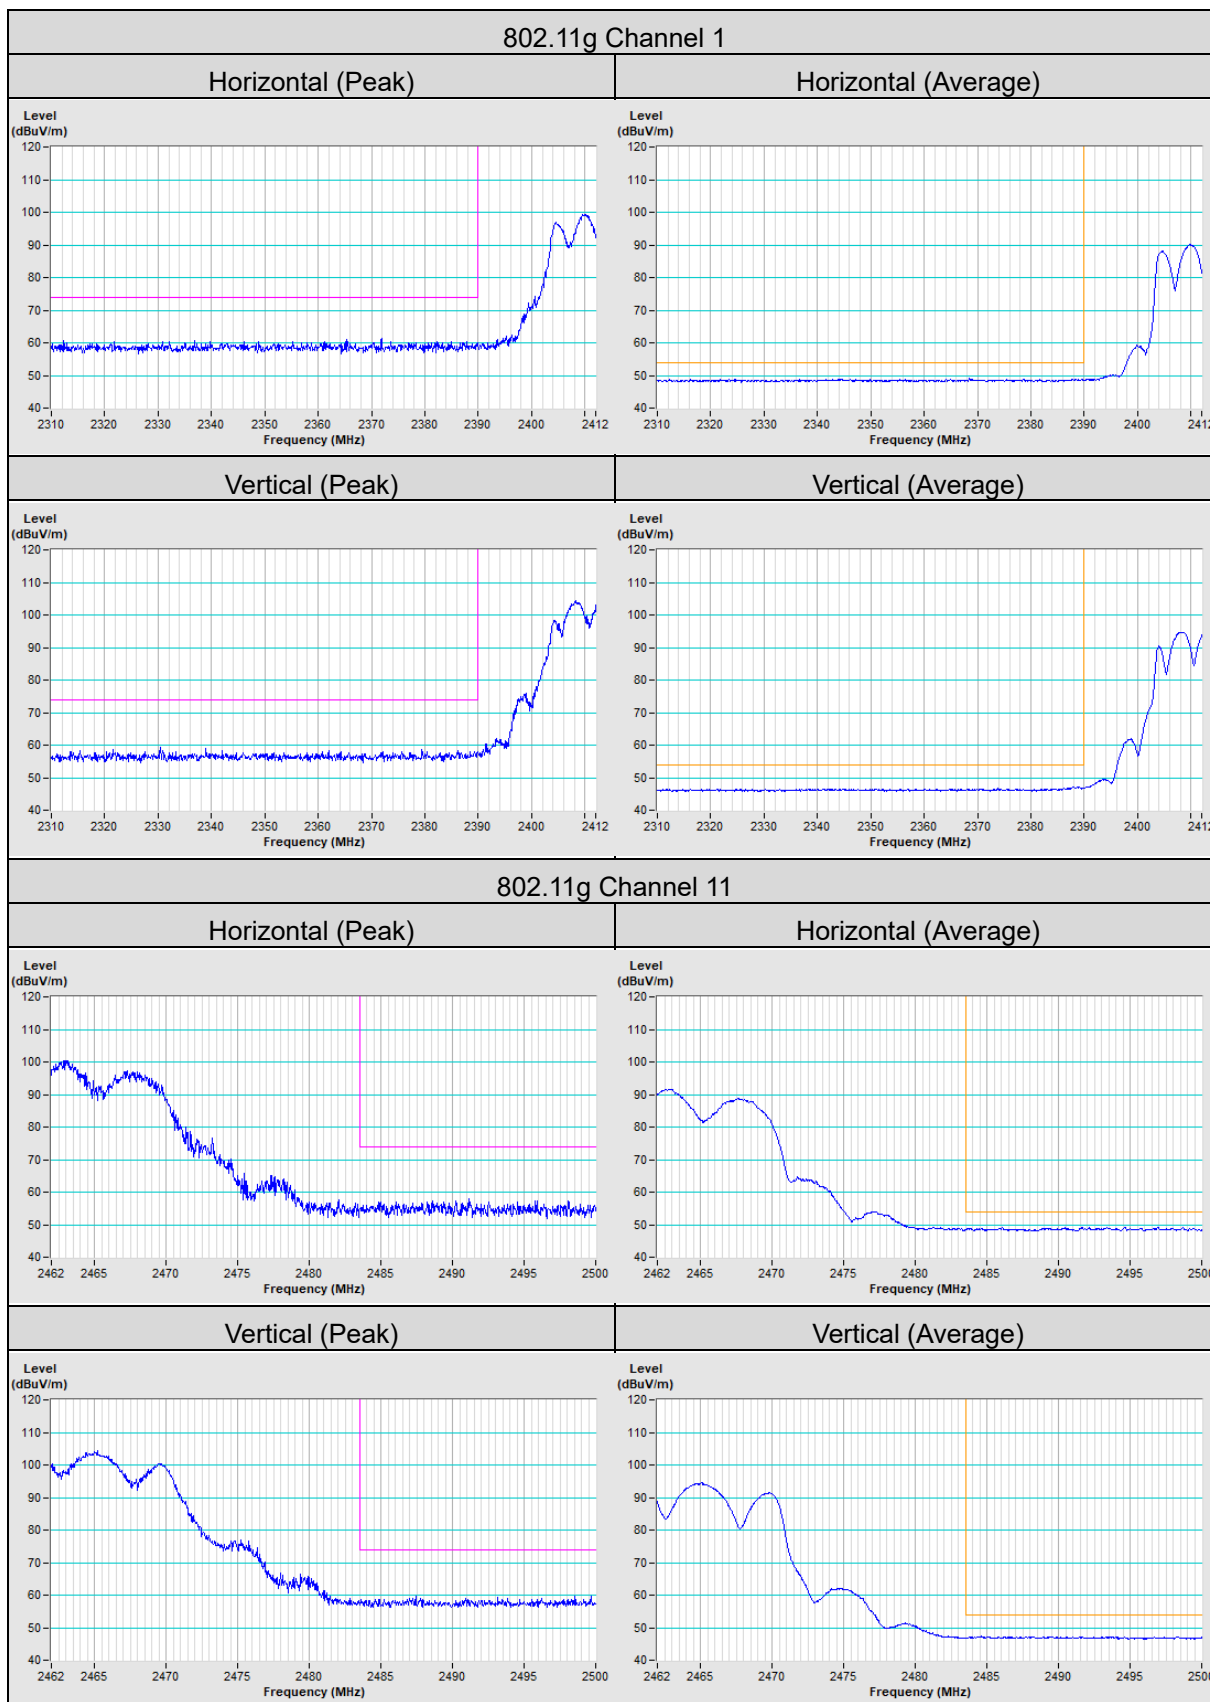 802.11g Channel 1
Horizontal (Peak) Horizontal (Average)
Level Level
(dBuV/m) (dBuV/m)
120 120
110 110
100 100
90 90
80 80
70 70
60 60
50 50
40 40
2310 2320 2330 2340 2350 2360 2370 2380 2390 2400 2412 2310 2320 2330 2340 2350 2360 2370 2380 2390 2400 2412
Frequency (MHz) Frequency (MHz)
Vertical (Peak) Vertical (Average)
Level Level
(dBuV/m) (dBuV/m)
120 120
110 110
100 100
90 90
80 80
70 70
60 60
50 50
40 40
2310 2320 2330 2340 2350 2360 2370 2380 2390 2400 2412 2310 2320 2330 2340 2350 2360 2370 2380 2390 2400 2412
Frequency (MHz) Frequency (MHz)
802.11g Channel 11
Horizontal (Peak) Horizontal (Average)
Level Level
(dBuV/m) (dBuV/m)
120 120
110 110
100 100
90 90
80 80
70 70
60 60
50 50
40 40
2462 2465 2470 2475 2480 2485 2490 2495 2500 2462 2465 2470 2475 2480 2485 2490 2495 2500
Frequency (MHz) Frequency (MHz)
Vertical (Peak) Vertical (Average)
Level Level
(dBuV/m) (dBuV/m)
120 120
110 110
100 100
90 90
80 80
70 70
60 60
50 50
40 40
2462 2465 2470 2475 2480 2485 2490 2495 2500 2462 2465 2470 2475 2480 2485 2490 2495 2500
Frequency (MHz) Frequency (MHz)